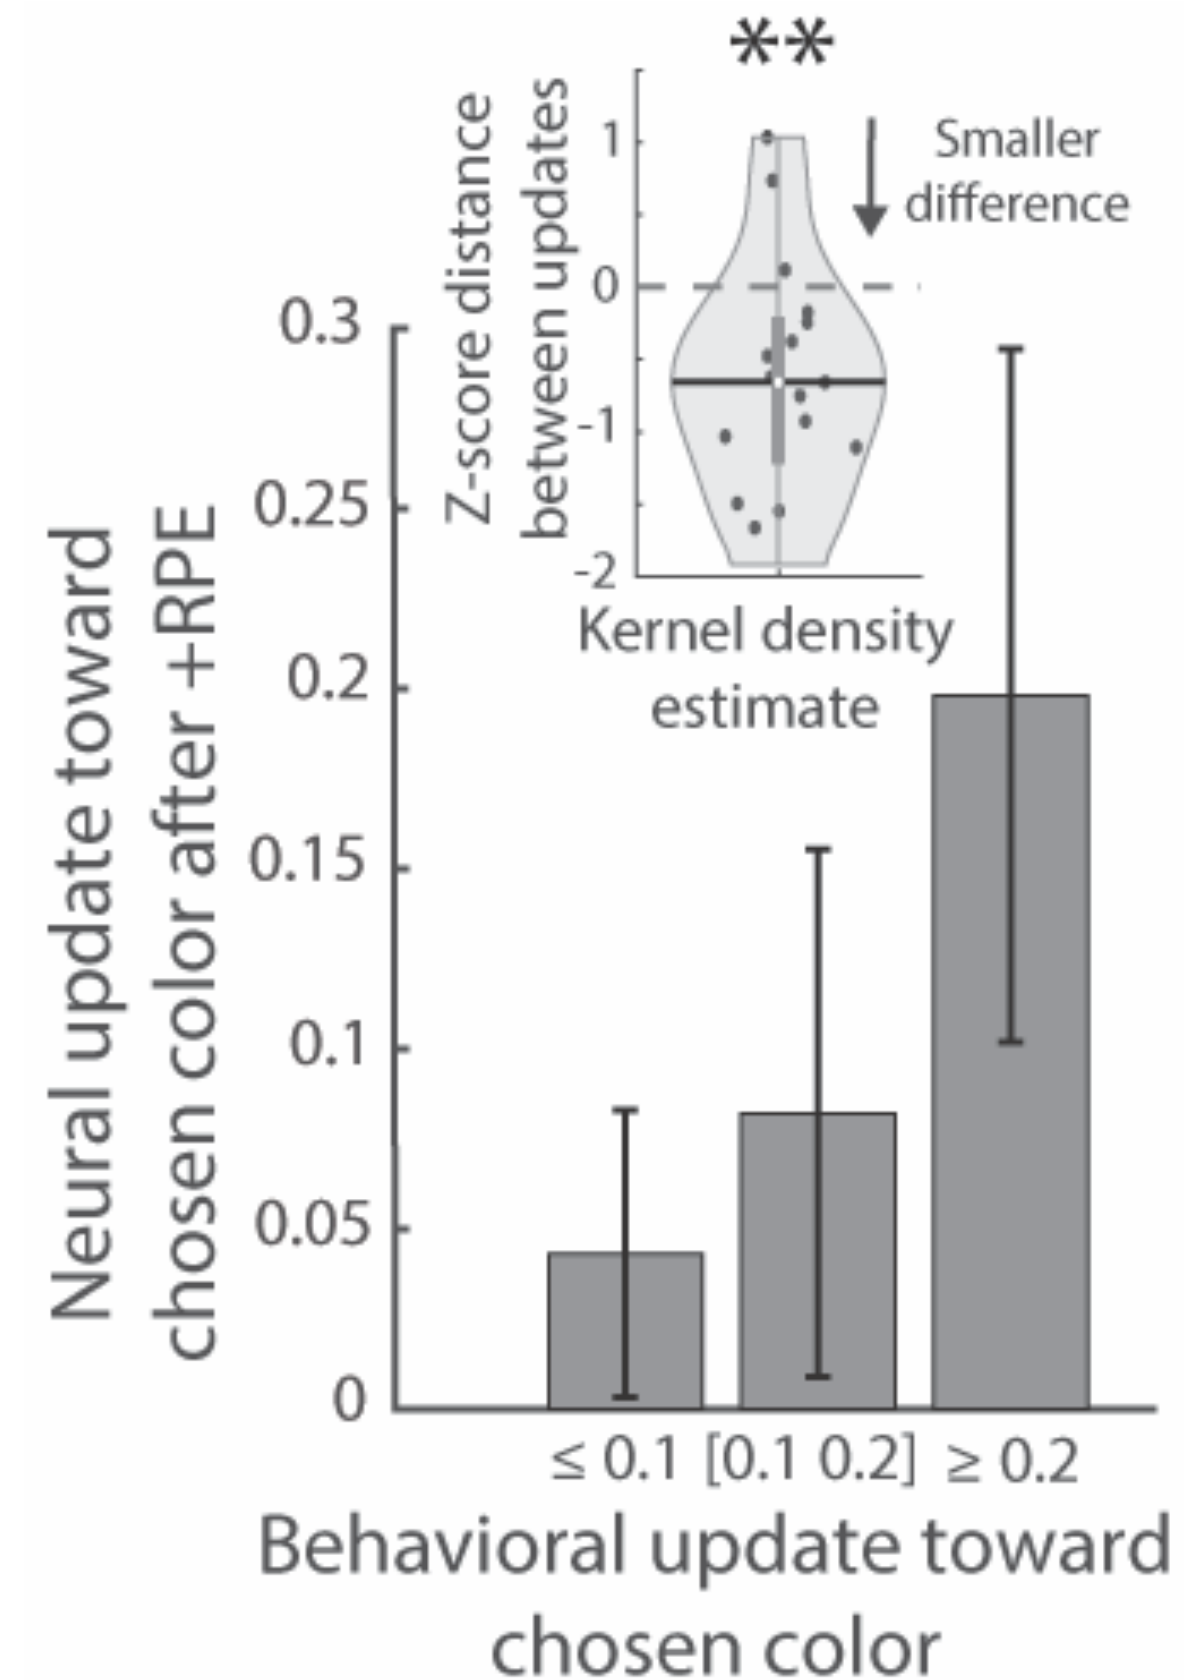 **
Z-score distance
between updates
1
0
-1
-2
Smaller
difference
Kernel density
estimate
Neural update toward
chosen color after +RPE
0.3
0.25
0.2
0.15
0.1
0.05
0
≤ 0.1 [0.1 0.2] ≥ 0.2
Behavioral update toward
chosen color